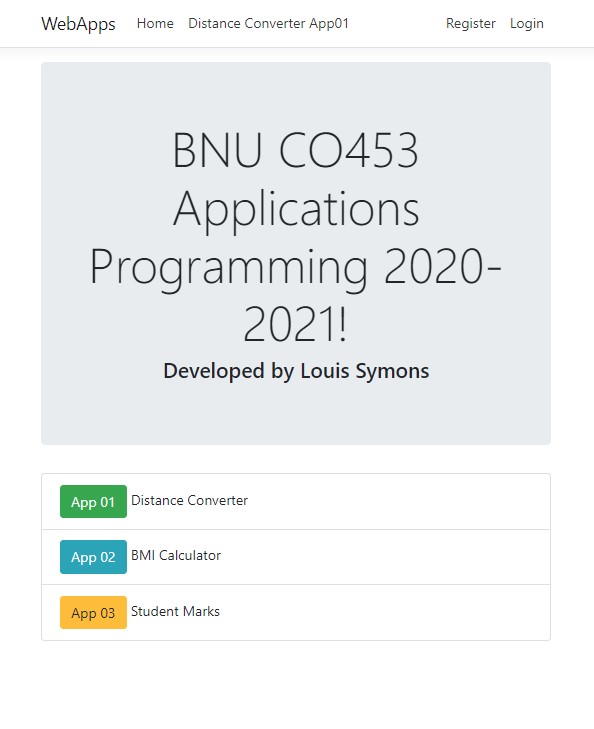 WebApps Home Distance Converter App01 Register Login
BNU CO453
Applications
Programming 2020-
2021!
Developed by Louis Symons
App 01 Distance Converter
App 02 BMI Calculator
App 03 Student Marks